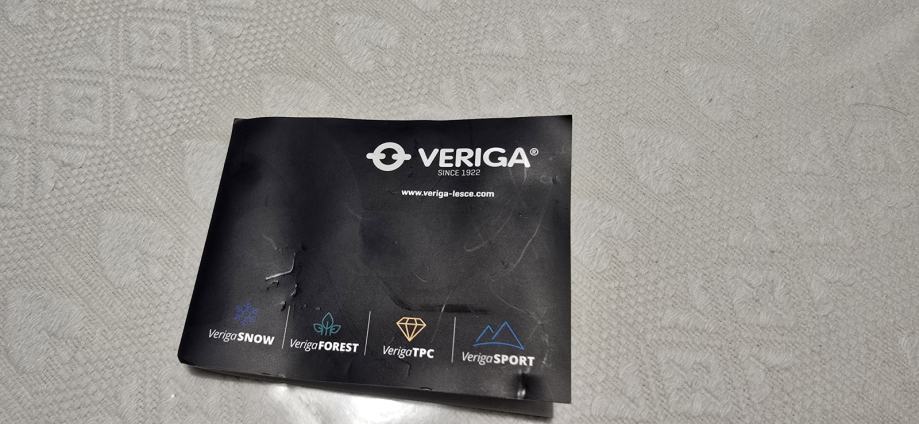 VERIGA®
SINCE 1922
www.veriga-lesce.com
VerigaSNOW
VerigaFOREST
VerigaTPC
VerigaSPORT